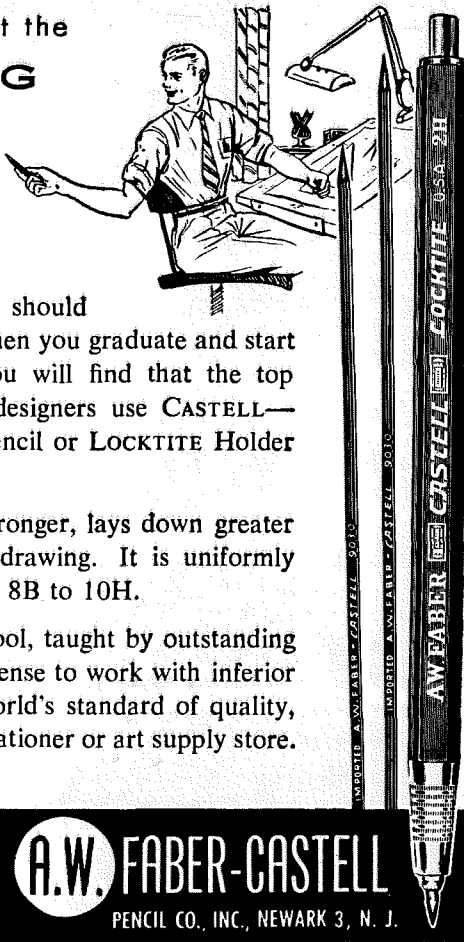 t the
G
should
en you graduate and start
ou will find that the top
designers use CASTELL—
encil or LOCKTITE Holder
ronger, lays down greater
drawing. It is uniformly
8B to 10H.
ool, taught by outstanding
ense to work with inferior
orld's standard of quality,
ationer or art supply store.
IMPORTED A.W.FABER-CASTELL 9030
IMPORTED A.W.FABER-CASTELL 9030
A.W.FABER CASTELL LOCKTITE U.S.A. 2H
A.W. FABER-CASTELL
PENCIL CO., INC., NEWARK 3, N. J.